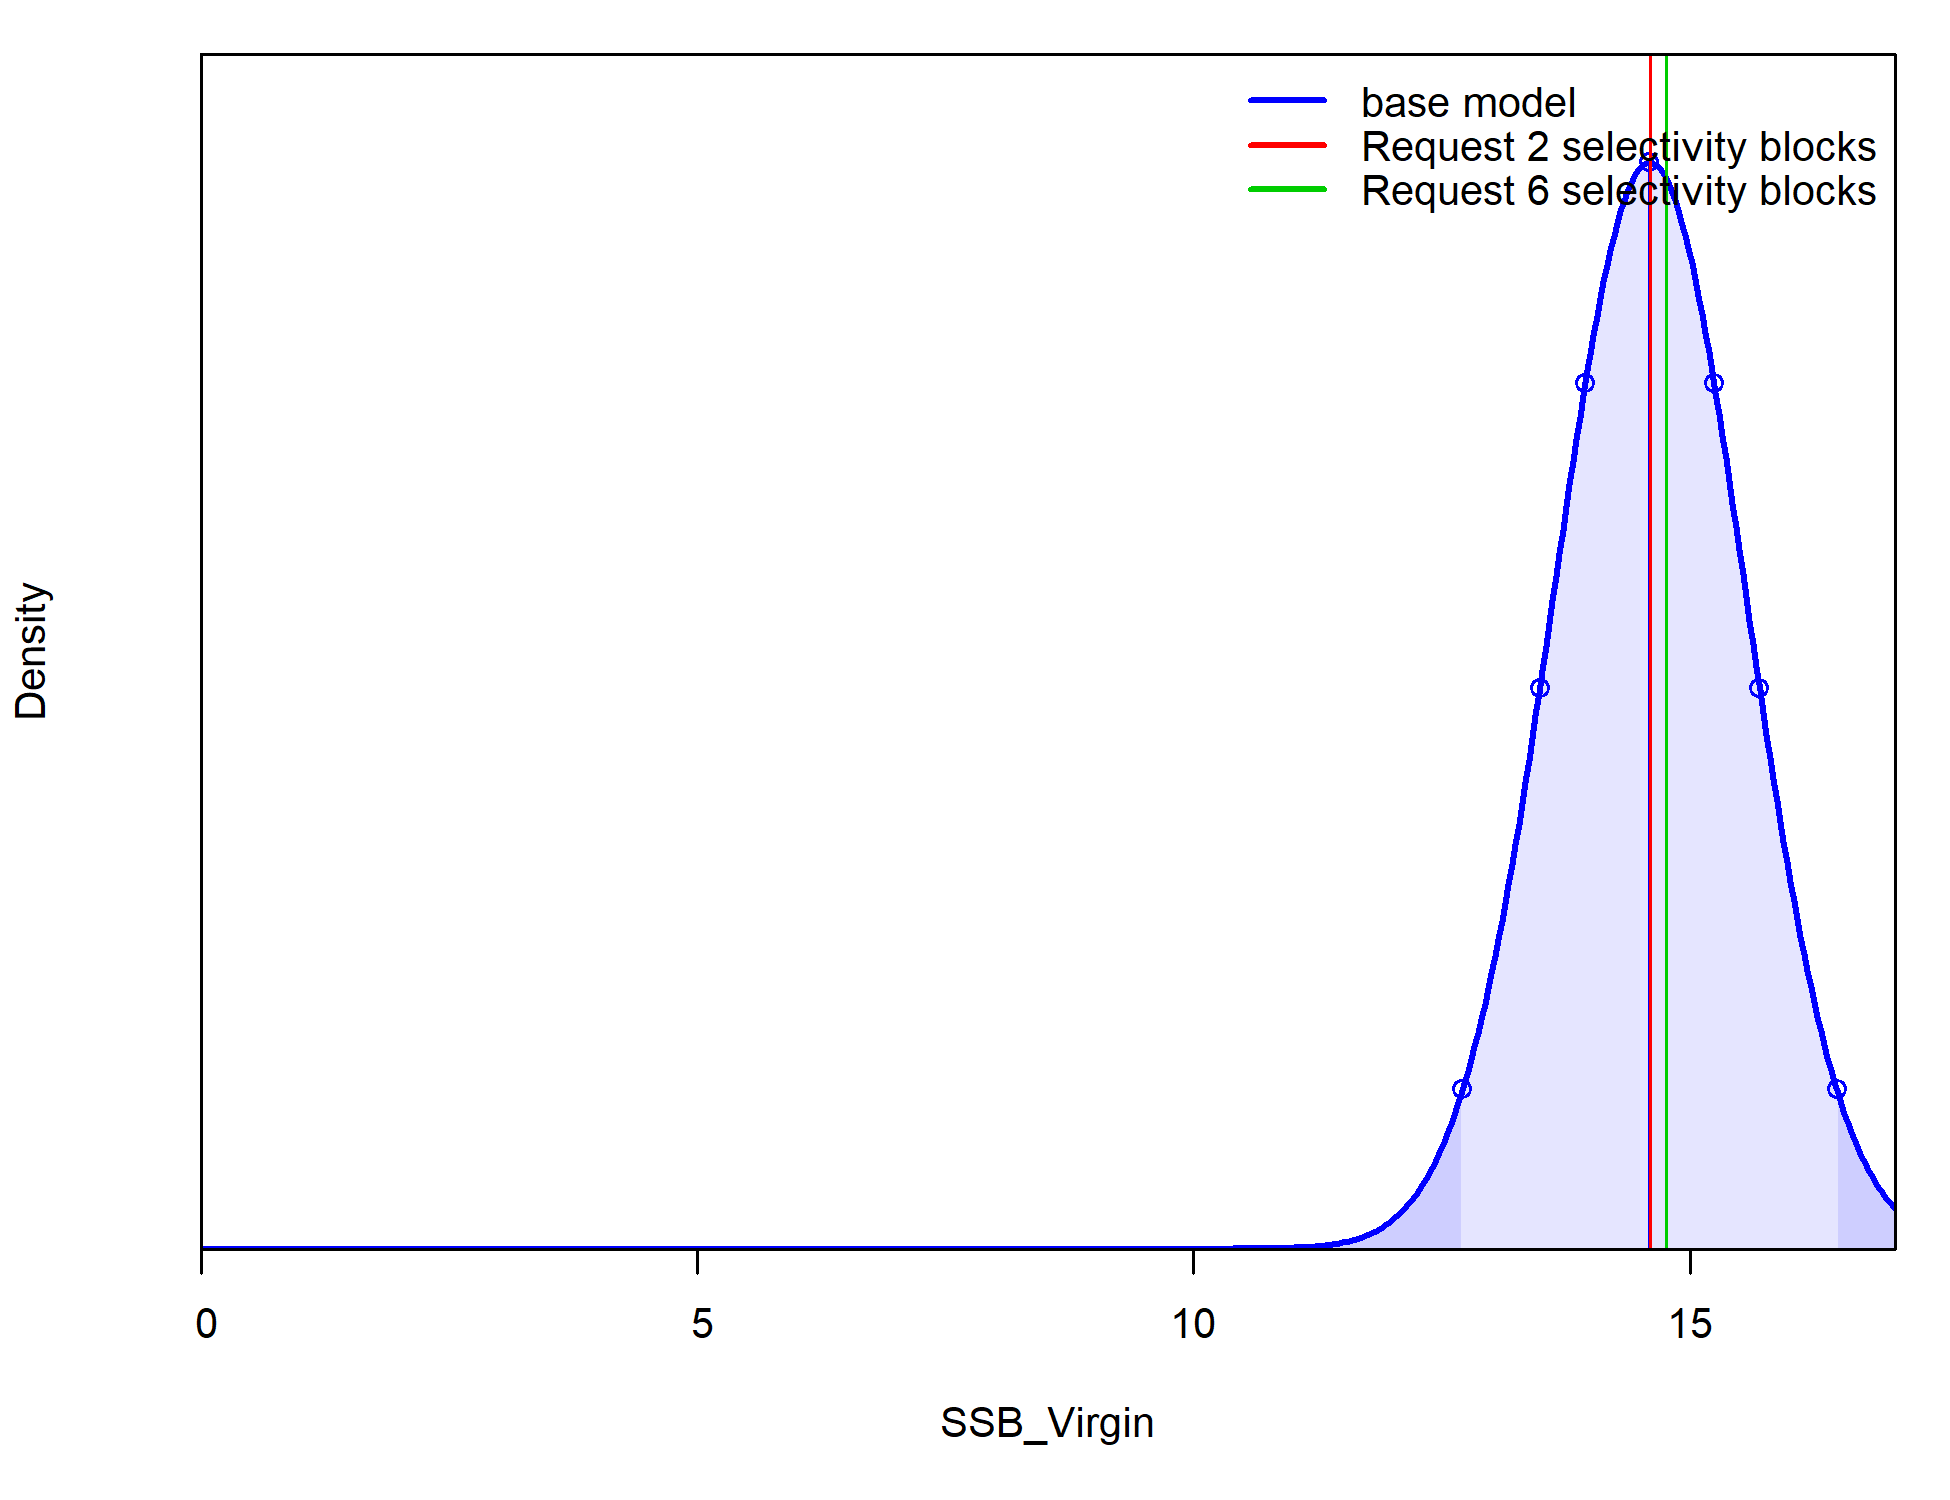 base model
Request 2 selectivity blocks
Request 6 selectivity blocks
Density
0 5 10 15
SSB_Virgin